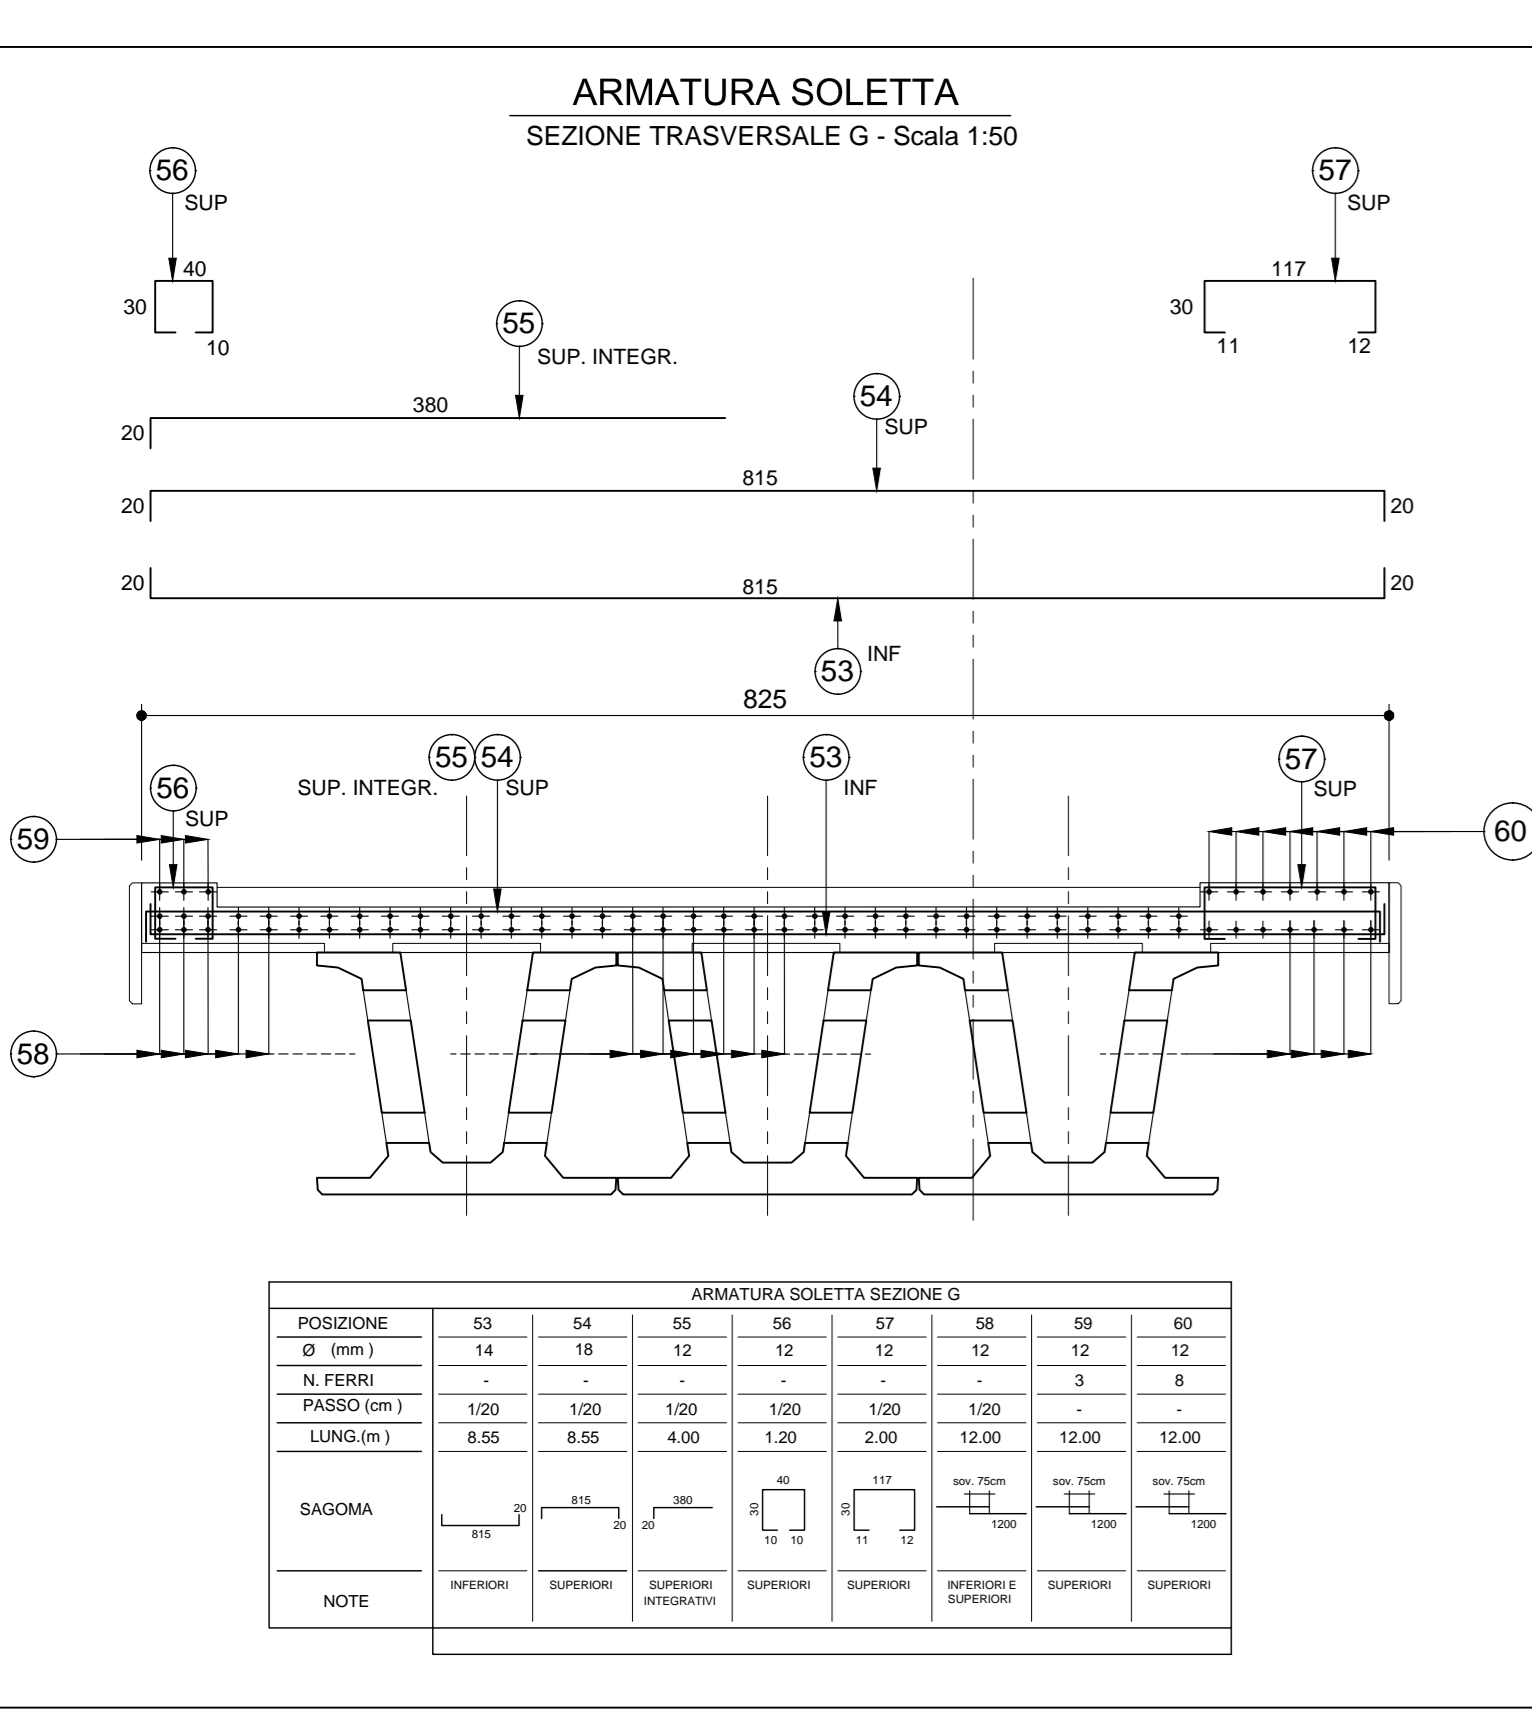 ARMATURA SOLETTA
SEZIONE TRASVERSALE G - Scala 1:50
56
SUP
57
SUP
40
30
10
117
30
11 12
55
SUP. INTEGR.
380
20
54
SUP
815
20 20
20 815 20
53 INF
825
55 54 53 57
SUP. INTEGR. SUP INF SUP
56
SUP
59 60
58
ARMATURA SOLETTA SEZIONE G
POSIZIONE 53 54 55 56 57 58 59 60
Ø (mm ) 14 18 12 12 12 12 12 12
N. FERRI - - - - - - 3 8
PASSO (cm ) 1/20 1/20 1/20 1/20 1/20 1/20 - -
LUNG.(m ) 8.55 8.55 4.00 1.20 2.00 12.00 12.00 12.00
SAGOMA
20 815
815 20
380 20
40 30 10 10
117 30 11 12
sov. 75cm 1200
sov. 75cm 1200
sov. 75cm 1200
NOTE
INFERIORI
SUPERIORI
SUPERIORI
INTEGRATIVI
SUPERIORI
SUPERIORI
INFERIORI E
SUPERIORI
SUPERIORI
SUPERIORI